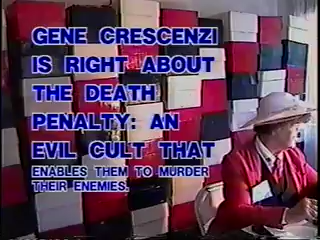 GENE CRESCENZI
IS RIGHT ABOUT
THE DEATH
PENALTY: AN
EVIL CULT THAT
ENABLES THEM TO MURDER
THEIR ENEMIES.